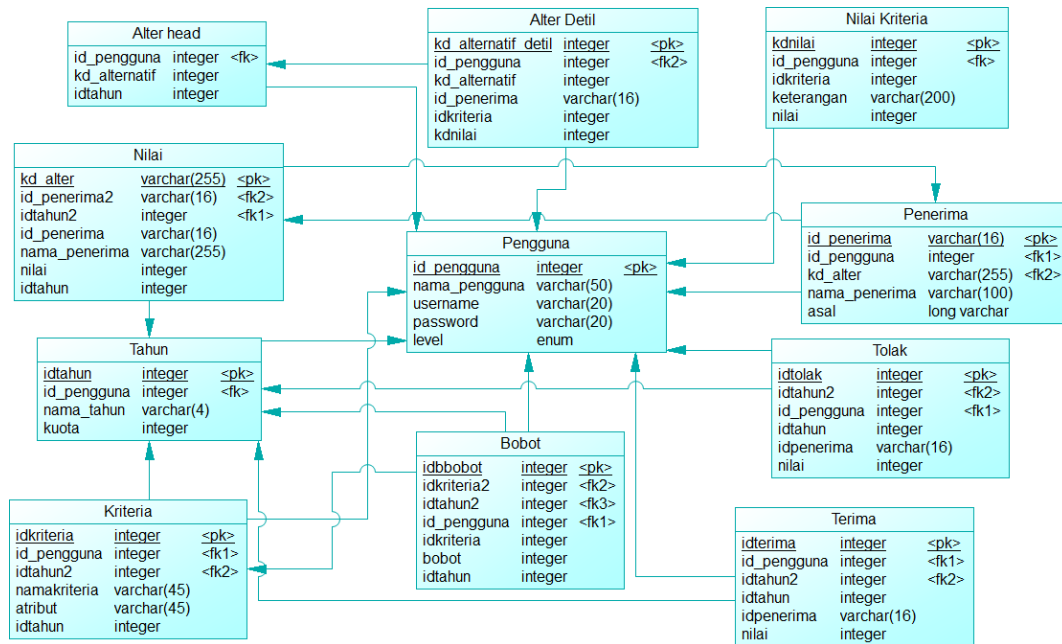 Alter head
id_pengguna integer <fk>
kd_alternatif integer
idtahun integer
Alter Detil
kd_alternatif_detil integer <pk>
id_pengguna integer <fk2>
kd_alternatif integer
id_penerima varchar(16)
idkriteria integer
kdnilai integer
Nilai Kriteria
kdnilai integer <pk>
id_pengguna integer <fk>
idkriteria integer
keterangan varchar(200)
nilai integer
Nilai
kd_alter varchar(255) <pk>
id_penerima2 varchar(16) <fk2>
idtahun2 integer <fk1>
id_penerima varchar(16)
nama_penerima varchar(255)
nilai integer
idtahun integer
Pengguna
id_pengguna integer <pk>
nama_pengguna varchar(50)
username varchar(20)
password varchar(20)
level enum
Penerima
id_penerima varchar(16) <pk>
id_pengguna integer <fk1>
kd_alter varchar(255) <fk2>
nama_penerima varchar(100)
asal long varchar
Tahun
idtahun integer <pk>
id_pengguna integer <fk>
nama_tahun varchar(4)
kuota integer
Tolak
idtolak integer <pk>
idtahun2 integer <fk2>
id_pengguna integer <fk1>
idtahun integer
idpenerima varchar(16)
nilai integer
Bobot
idbbobot integer <pk>
idkriteria2 integer <fk2>
idtahun2 integer <fk3>
id_pengguna integer <fk1>
idkriteria integer
bobot integer
idtahun integer
Kriteria
idkriteria integer <pk>
id_pengguna integer <fk1>
idtahun2 integer <fk2>
namakriteria varchar(45)
atribut varchar(45)
idtahun integer
Terima
idterima integer <pk>
id_pengguna integer <fk1>
idtahun2 integer <fk2>
idtahun integer
idpenerima varchar(16)
nilai integer